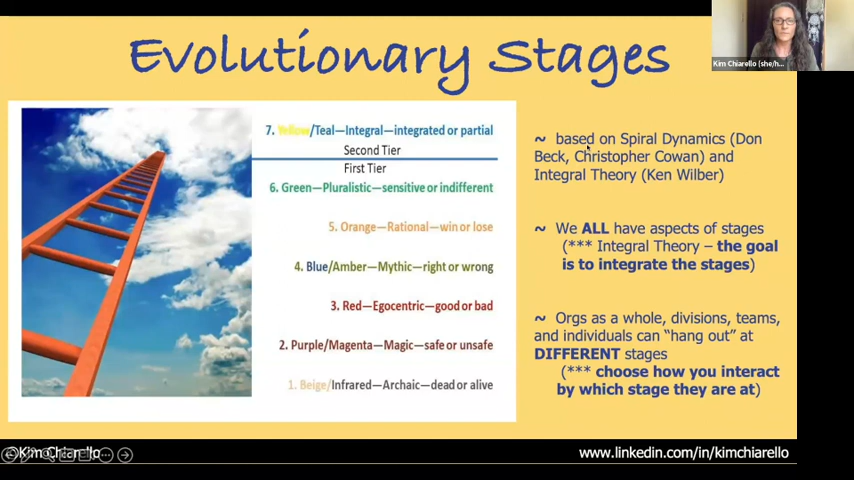 Evolutionary Stages
Kim Chiarello (she/h...
7. Yellow/Teal—Integral—integrated or partial
Second Tier
First Tier
6. Green—Pluralistic—sensitive or indifferent
5. Orange—Rational—win or lose
4. Blue/Amber—Mythic—right or wrong
3. Red—Egocentric—good or bad
2. Purple/Magenta—Magic—safe or unsafe
1. Beige/Infrared—Archaic—dead or alive
~ based on Spiral Dynamics (Don
Beck, Christopher Cowan) and
Integral Theory (Ken Wilber)
~ We ALL have aspects of stages
(*** Integral Theory – the goal
is to integrate the stages)
~ Orgs as a whole, divisions, teams,
and individuals can “hang out” at
DIFFERENT stages
(*** choose how you interact
by which stage they are at)
©Kim Chiarello
www.linkedin.com/in/kimchiarello